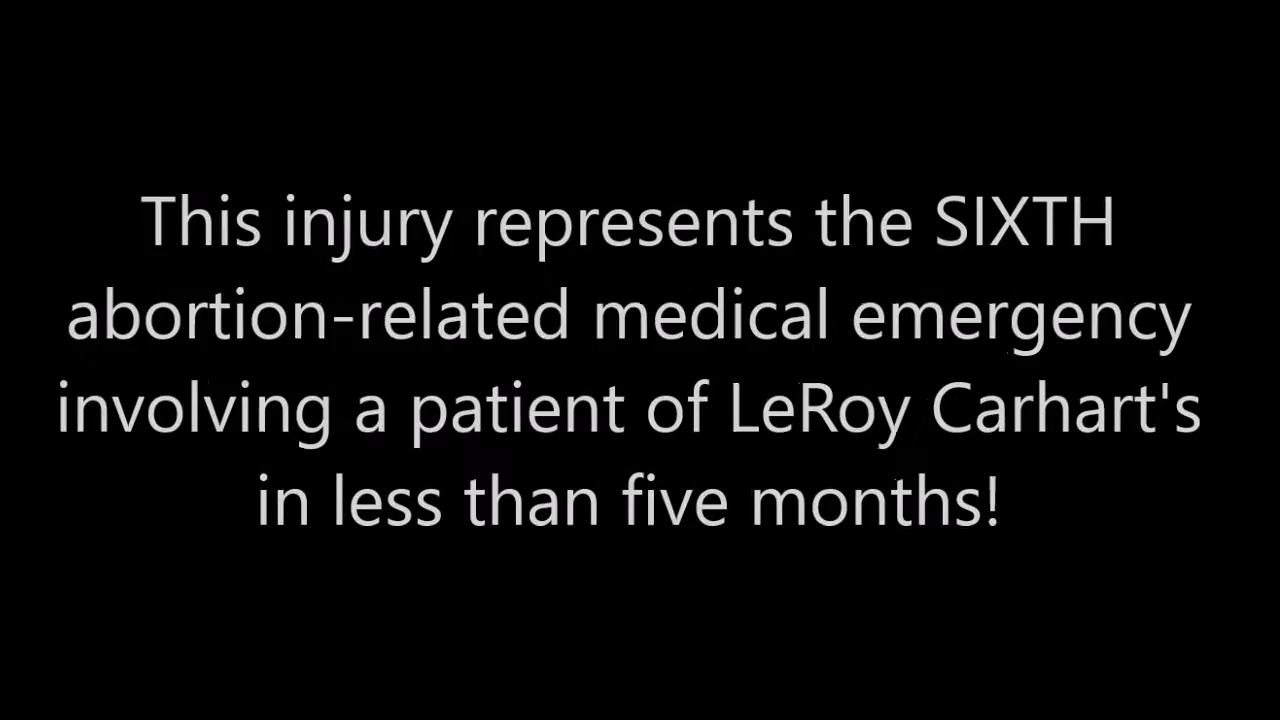 This injury represents the SIXTH
abortion-related medical emergency
involving a patient of LeRoy Carhart's
in less than five months!